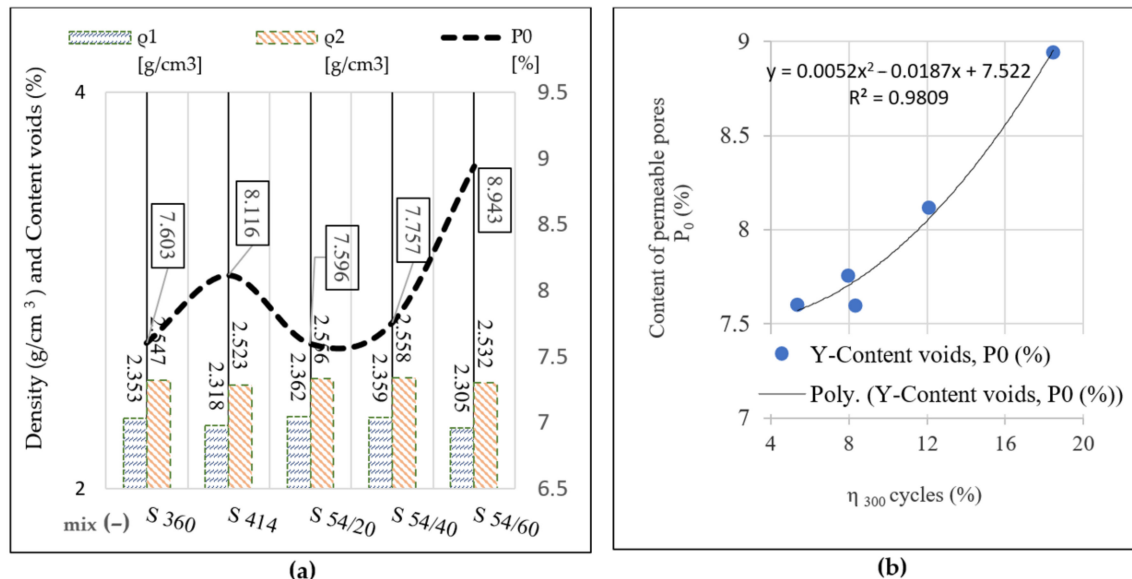 ϱ1
[g/cm3]
ϱ2
[g/cm3]
P0
[%]
Density (g/cm ³ ) and Content voids (%)
4
2
9.5
9
8.5
8
7.5
7
6.5
7.603
8.116
7.596
7.757
8.943
2.353
2.547
2.318
2.523
2.362
2.359
2.558
2.305
2.532
mix (–)
S 360
S 414
S 54/20
S 54/40
S 54/60
(a)
Content of permeable pores
P₀ (%)
9
8.5
8
7.5
7
y = 0.0052x² – 0.0187x + 7.522
R² = 0.9809
Y-Content voids, P0 (%)
Poly. (Y-Content voids, P0 (%))
4
8
12
16
20
η ₃₀₀ cycles (%)
(b)